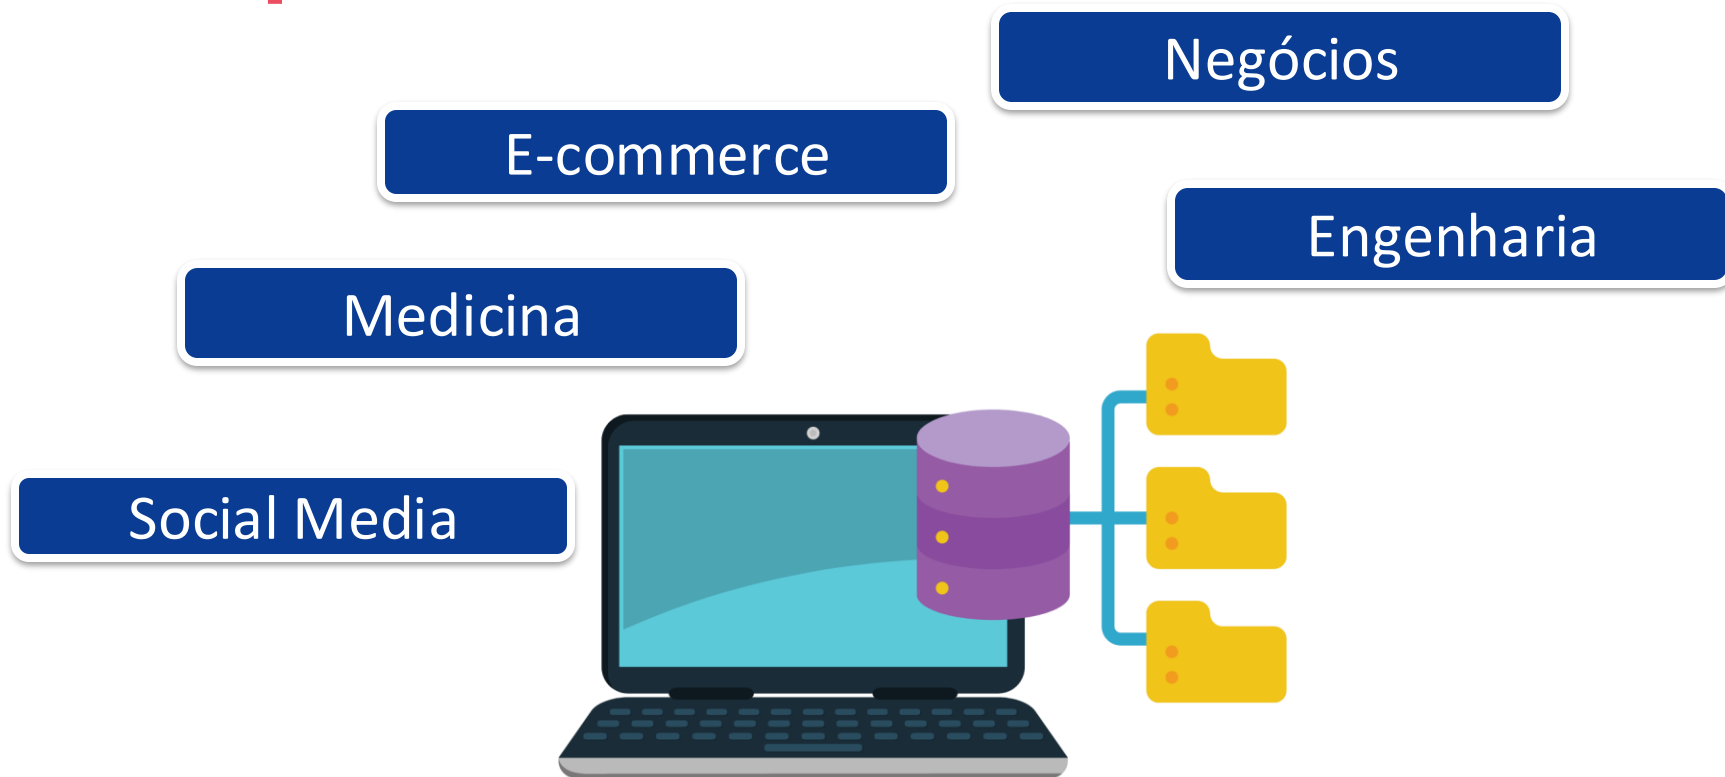 Negócios
E-commerce
Engenharia
Medicina
Social Media